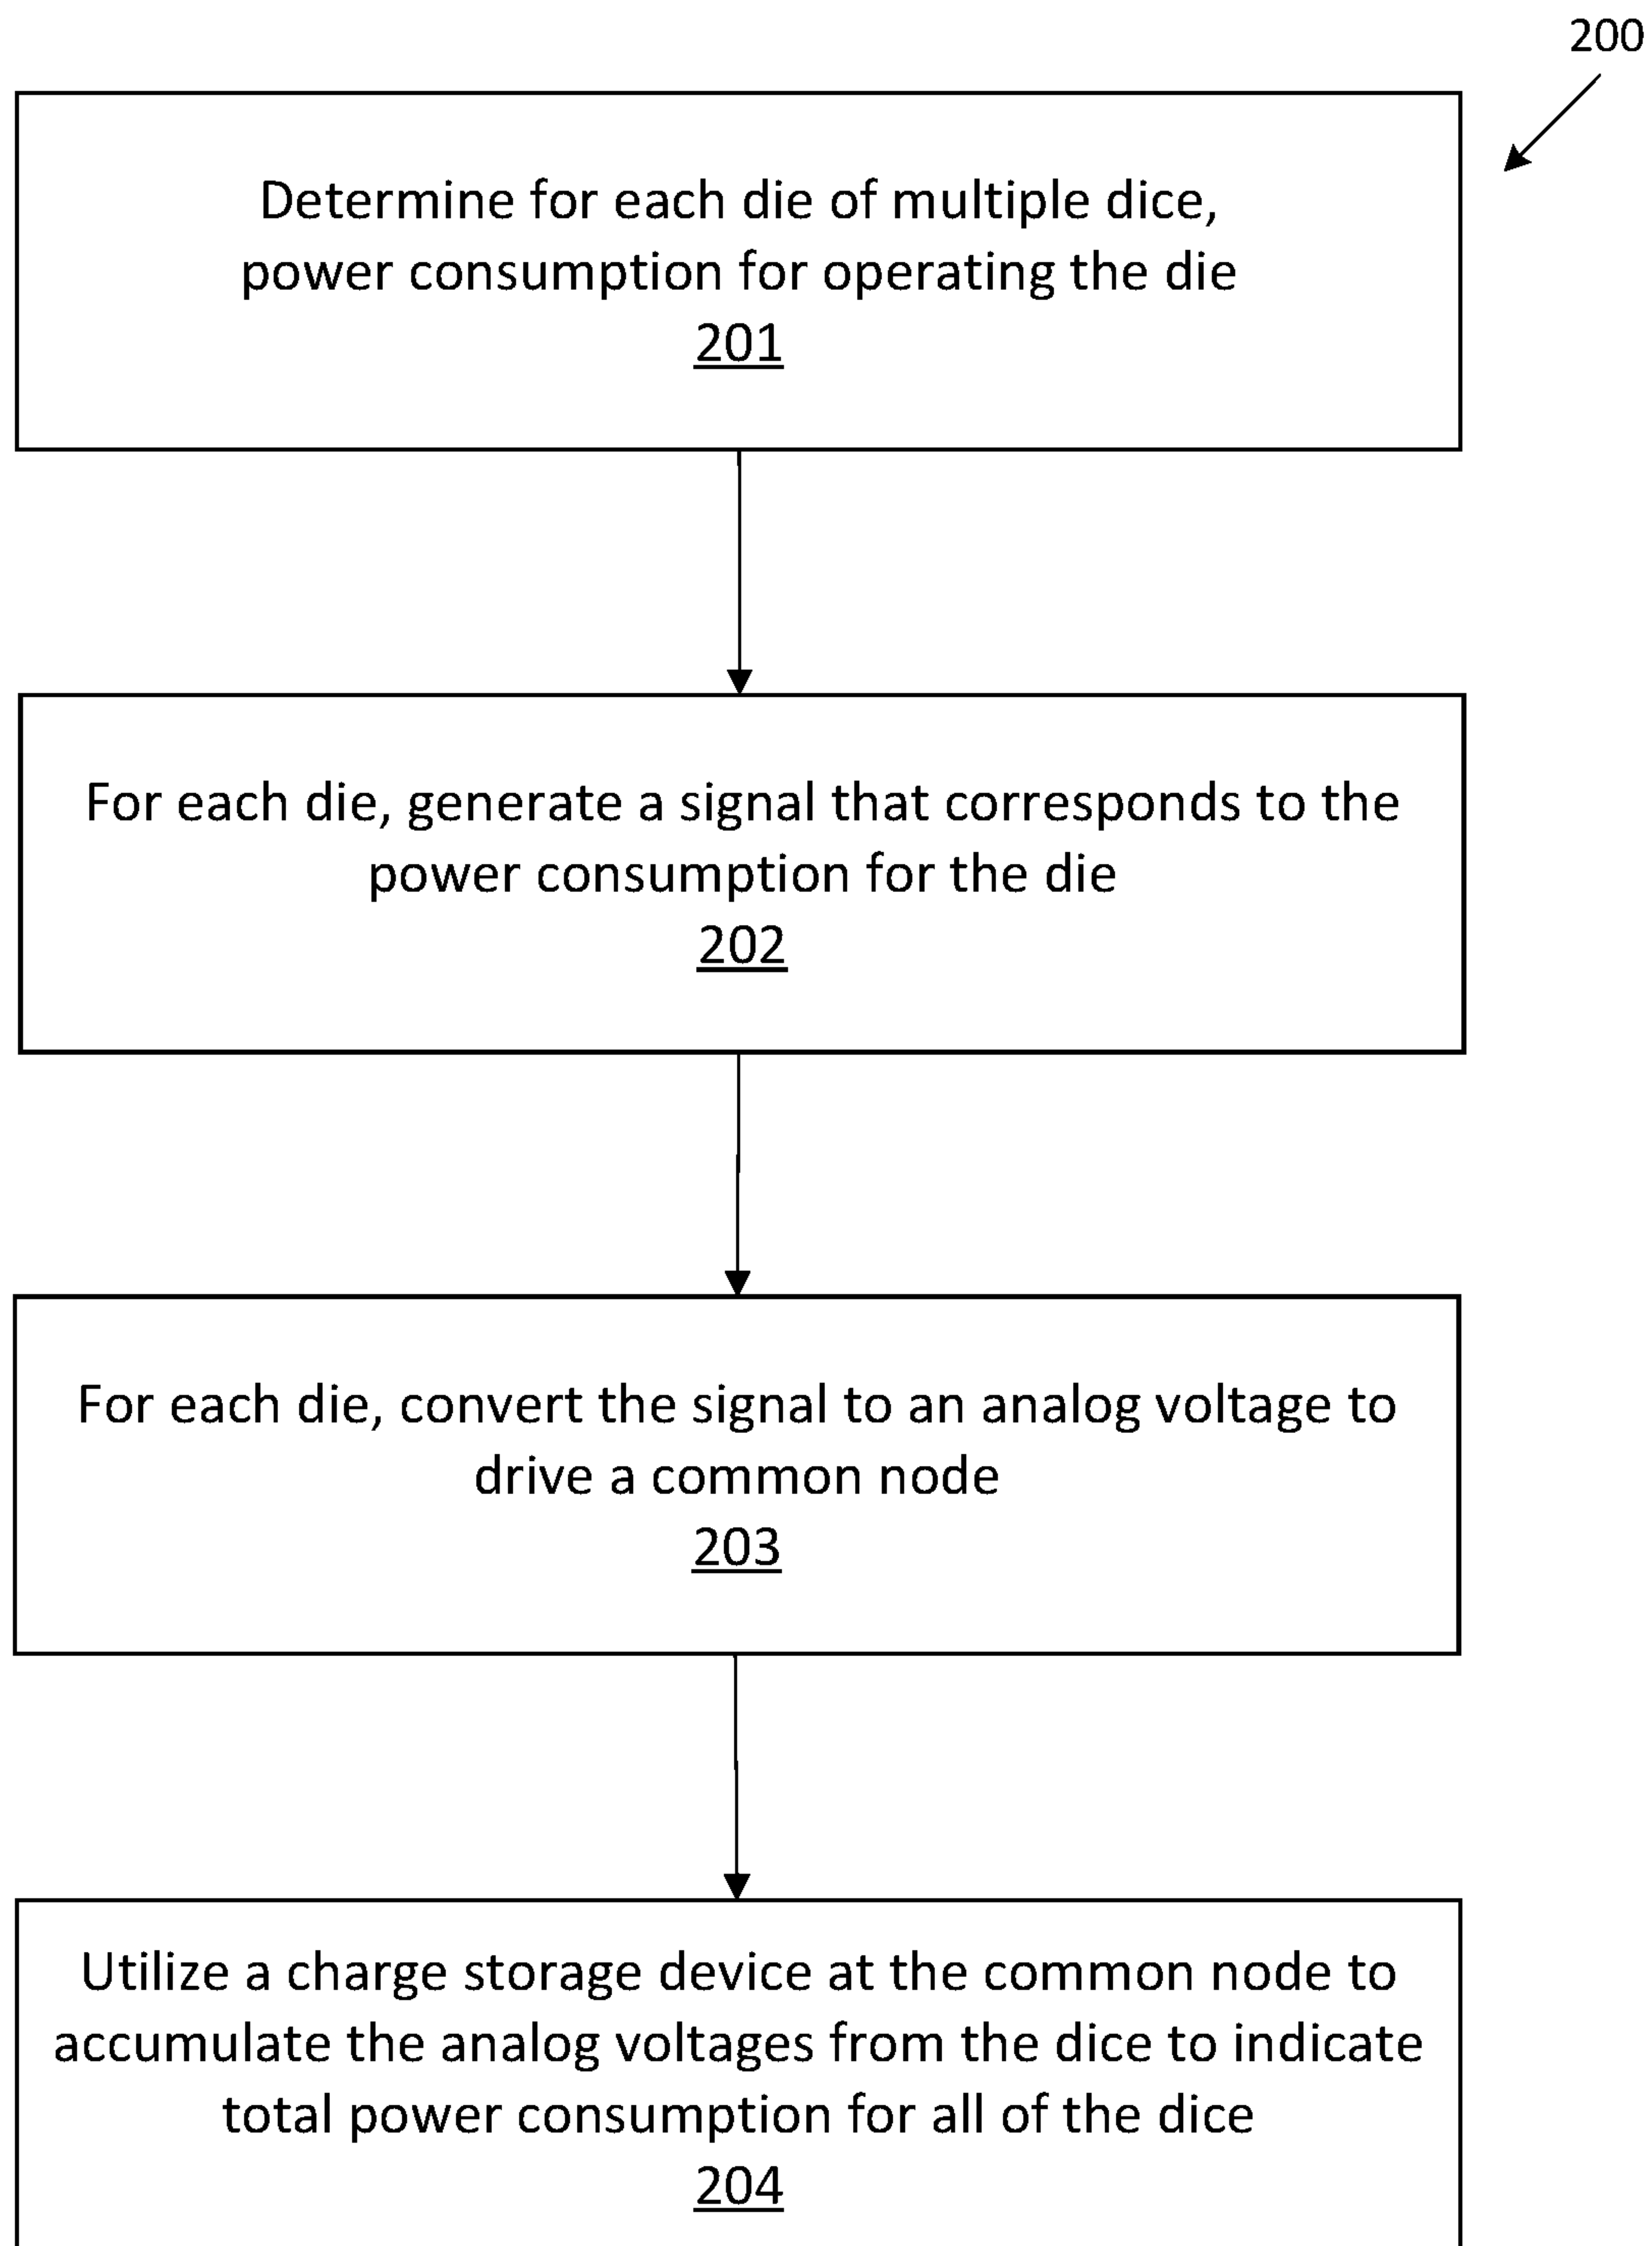 200
Determine for each die of multiple dice,
power consumption for operating the die
201
For each die, generate a signal that corresponds to the
power consumption for the die
202
For each die, convert the signal to an analog voltage to
drive a common node
203
Utilize a charge storage device at the common node to
accumulate the analog voltages from the dice to indicate
total power consumption for all of the dice
204